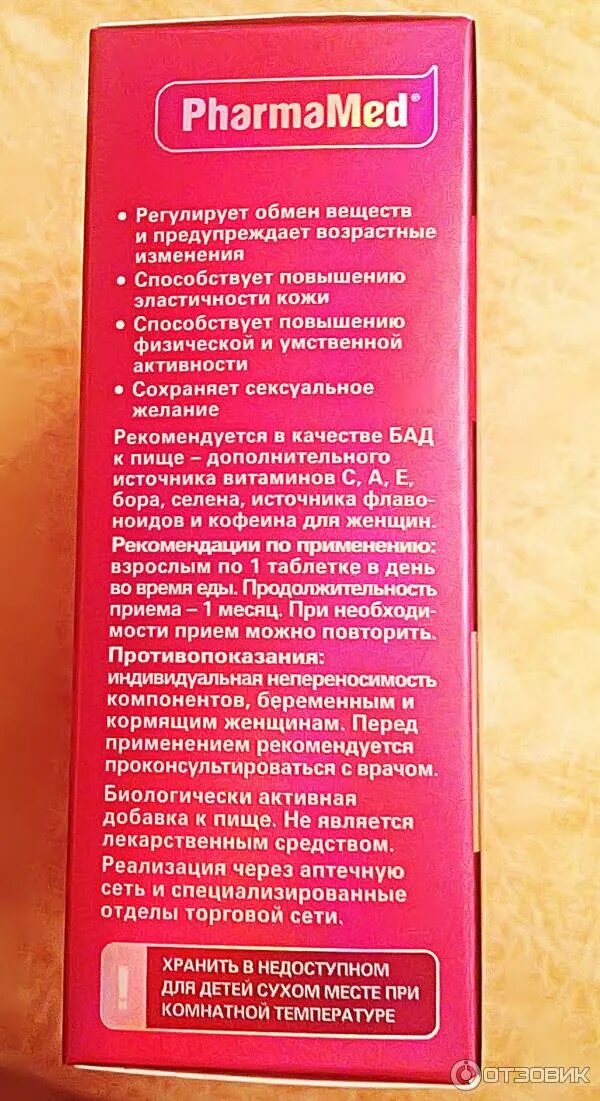 PharmaMed®
• Регулирует обмен веществ
и предупреждает возрастные
изменения
• Способствует повышению
эластичности кожи
• Способствует повышению
физической и умственной
активности
• Сохраняет сексуальное
желание
Рекомендуется в качестве БАД
к пище – дополнительного
источника витаминов С, А, Е,
бора, селена, источника флаво-
ноидов и кофеина для женщин.
Рекомендации по применению:
взрослым по 1 таблетке в день
во время еды. Продолжительность
приема – 1 месяц. При необходи-
мости прием можно повторить.
Противопоказания:
индивидуальная непереносимость
компонентов, беременным и
кормящим женщинам. Перед
применением рекомендуется
проконсультироваться с врачом.
Биологически активная
добавка к пище. Не является
лекарственным средством.
Реализация через аптечную
сеть и специализированные
отделы торговой сети.
! ХРАНИТЬ В НЕДОСТУПНОМ
ДЛЯ ДЕТЕЙ СУХОМ МЕСТЕ ПРИ
КОМНАТНОЙ ТЕМПЕРАТУРЕ
ОТЗОВИК